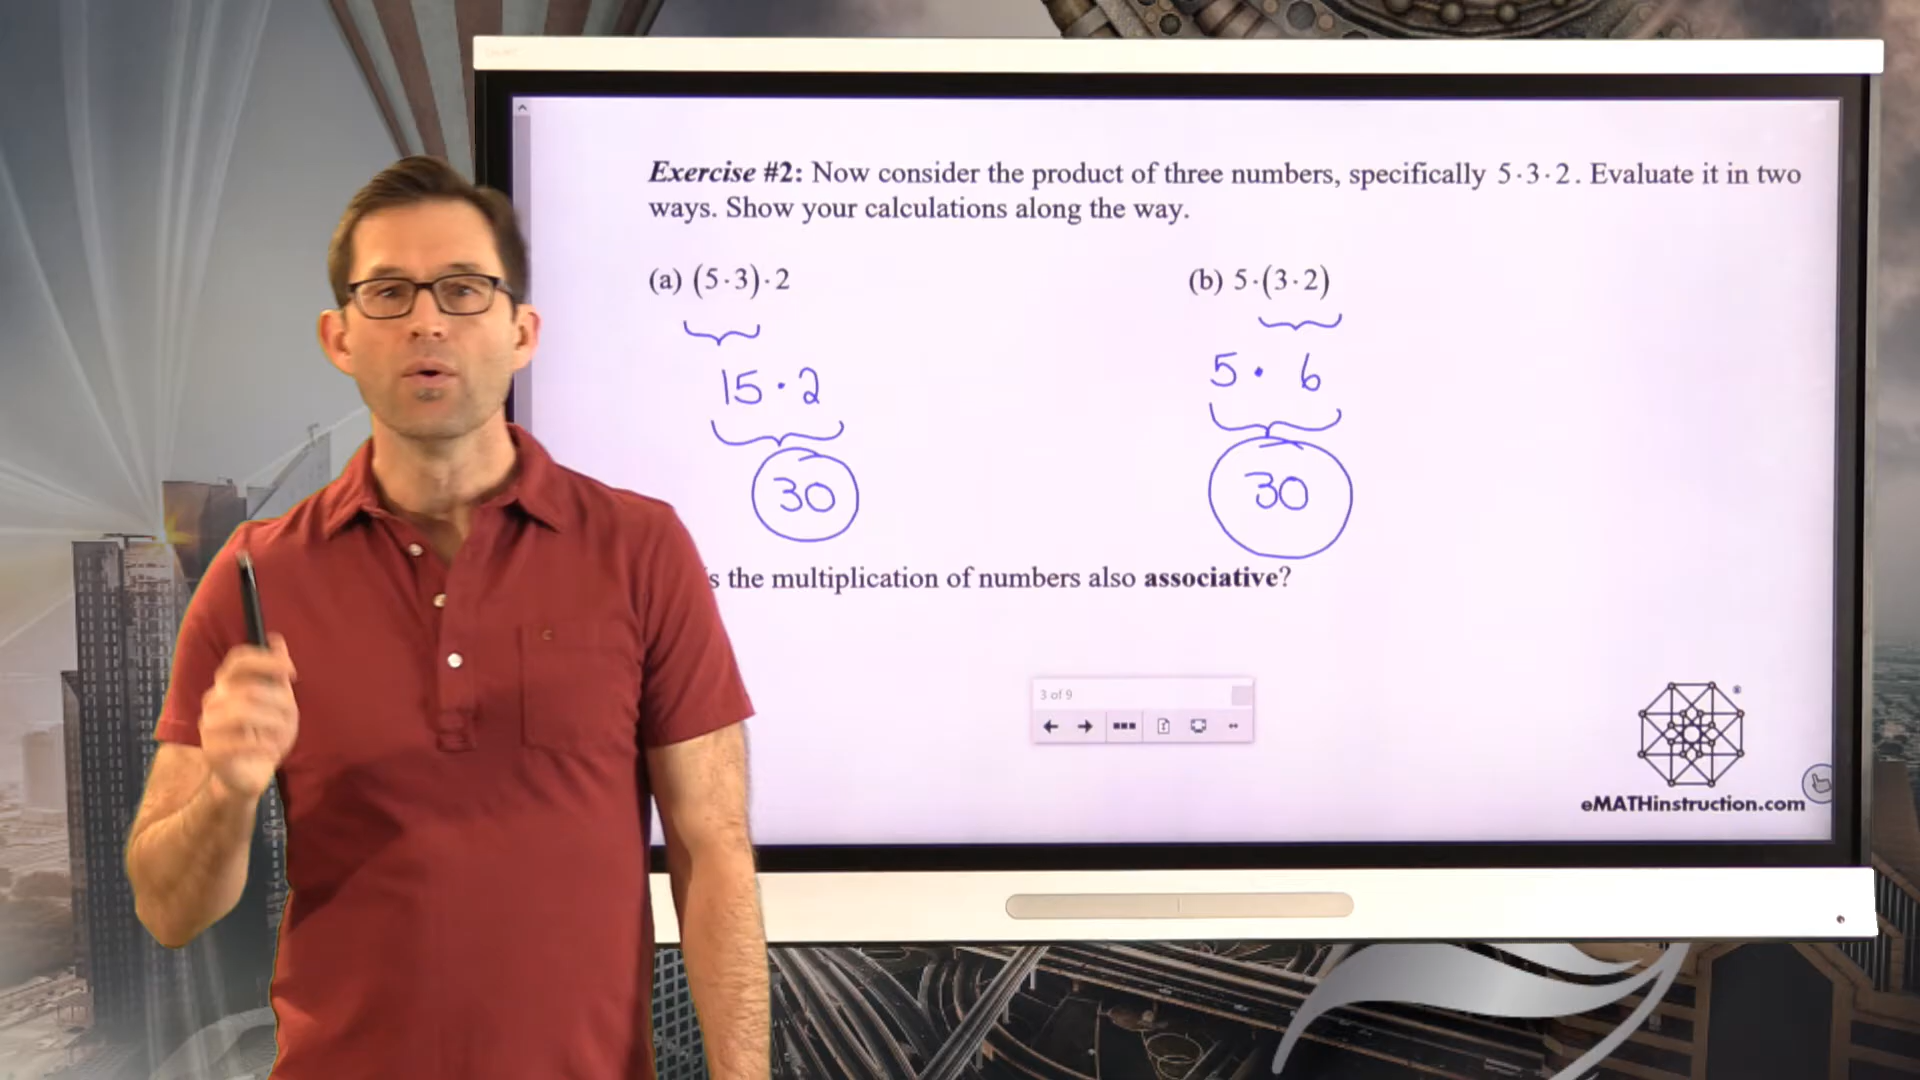 Exercise #2: Now consider the product of three numbers, specifically 5·3·2. Evaluate it in two
ways. Show your calculations along the way.
(a) (5·3)·2
(b) 5·(3·2)
15·2
5· 6
30
30
s the multiplication of numbers also associative?
3 of 9
eMATHinstruction.com